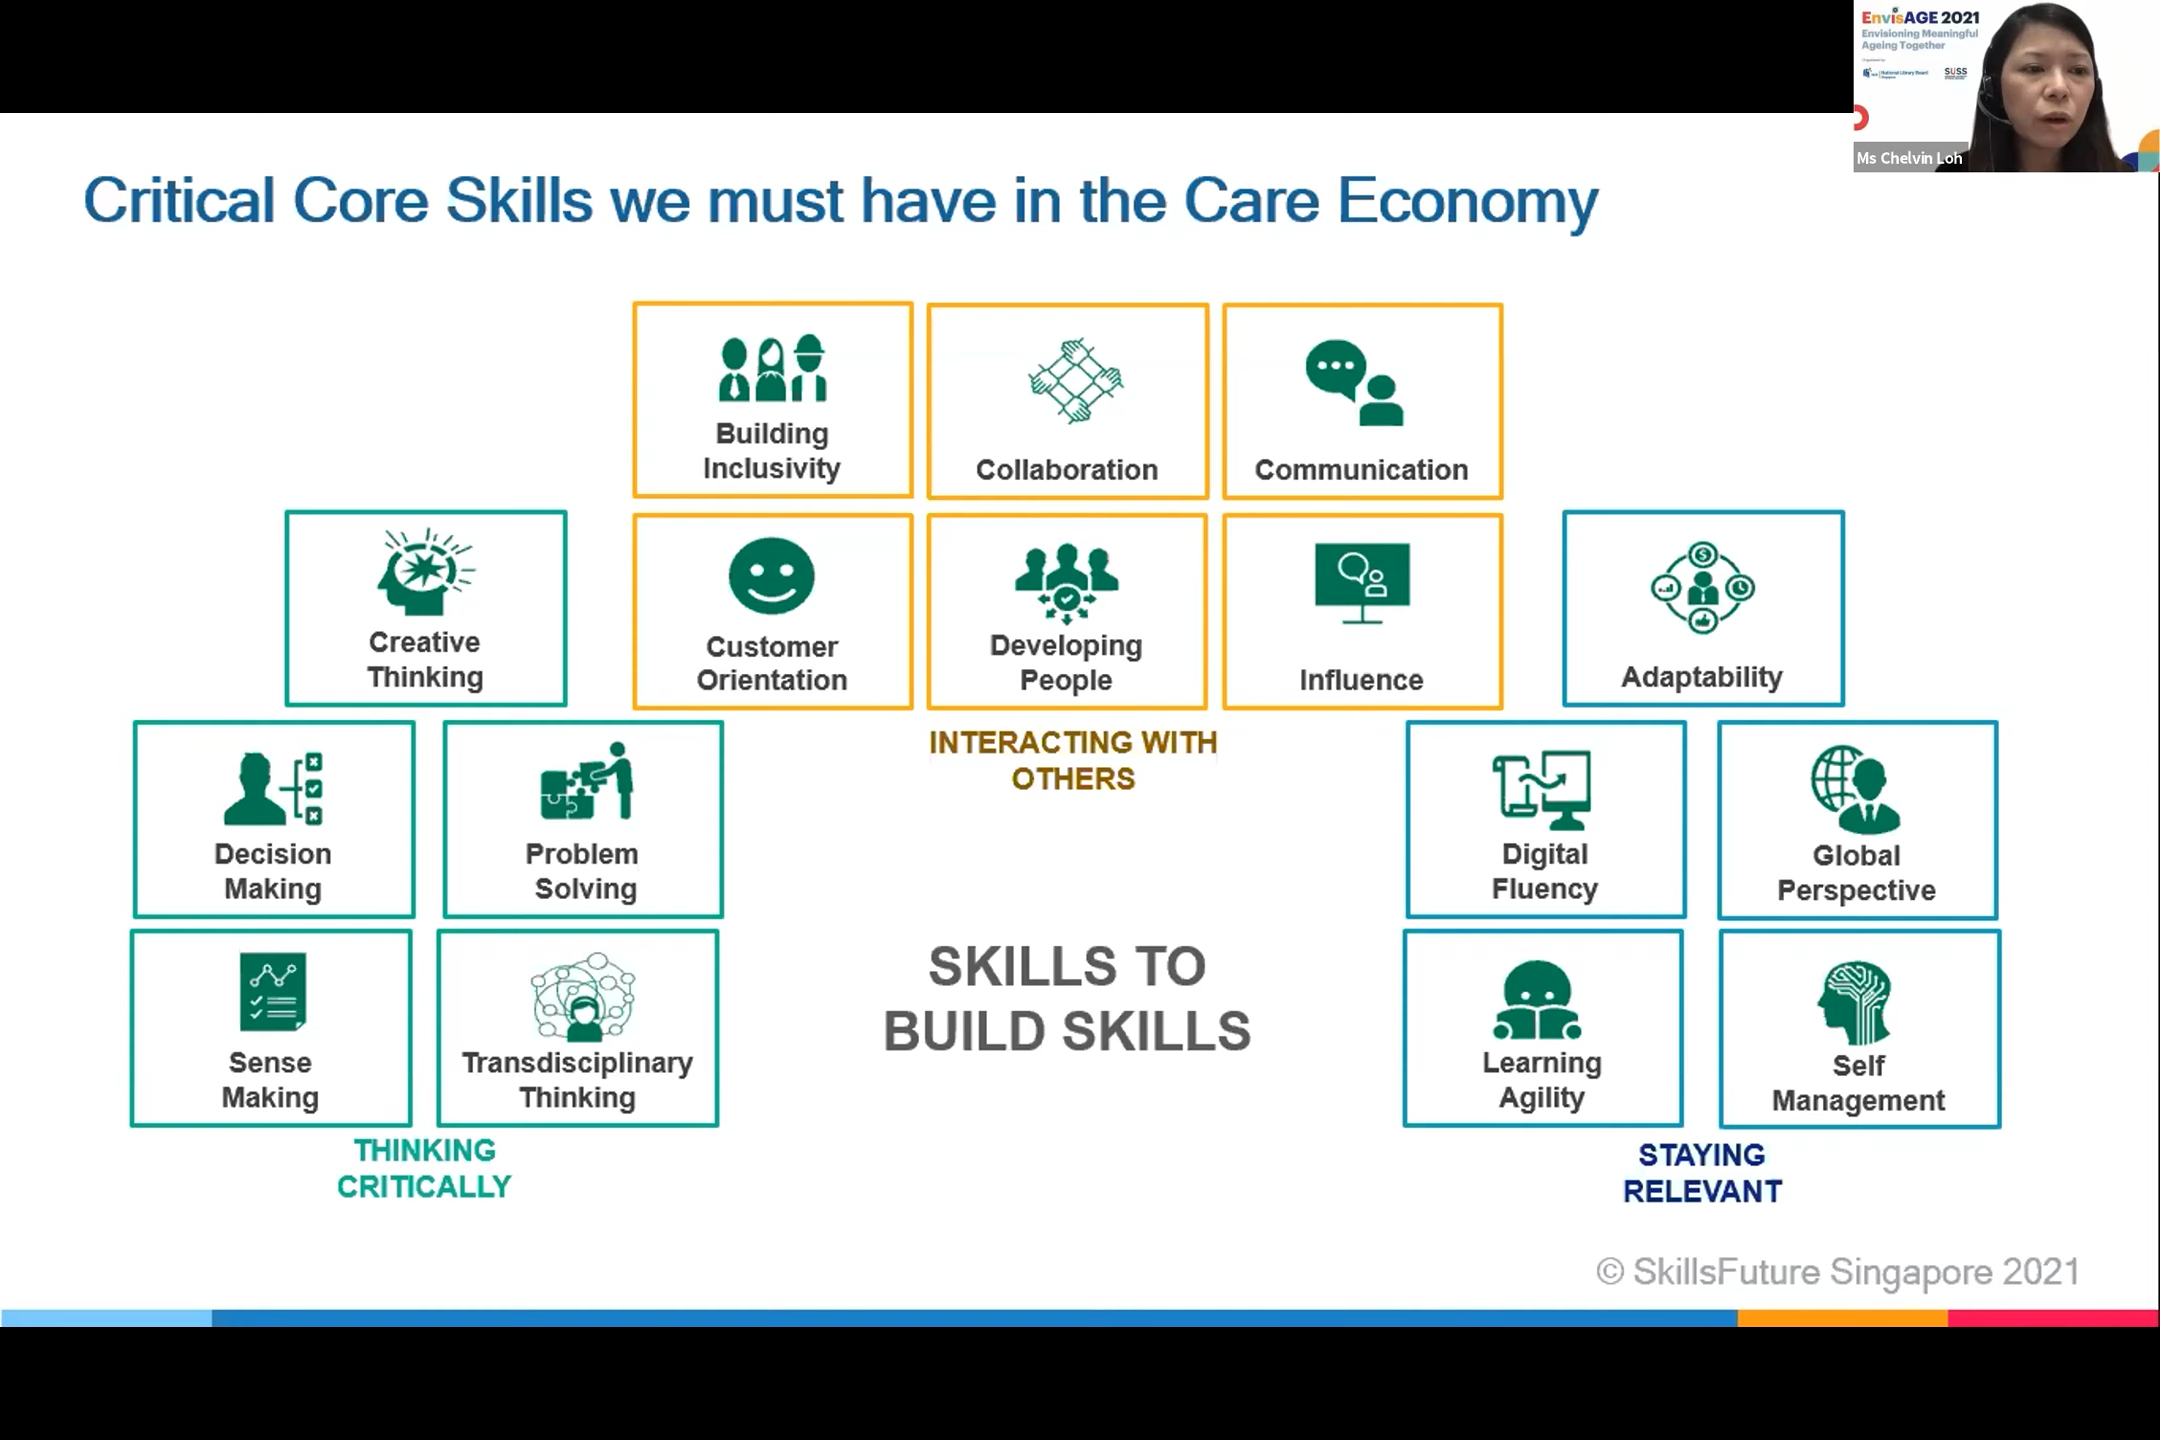 EnvisAGE 2021
Envisioning Meaningful
Ageing Together
National Library Board
SUSS
Ms Chelvin Loh
Critical Core Skills we must have in the Care Economy
Building
Inclusivity
Collaboration
Communication
Creative
Thinking
Customer
Orientation
Developing
People
Influence
Adaptability
INTERACTING WITH
OTHERS
Decision
Making
Problem
Solving
Digital
Fluency
Global
Perspective
SKILLS TO
BUILD SKILLS
Sense
Making
Transdisciplinary
Thinking
Learning
Agility
Self
Management
THINKING
CRITICALLY
STAYING
RELEVANT
© SkillsFuture Singapore 2021